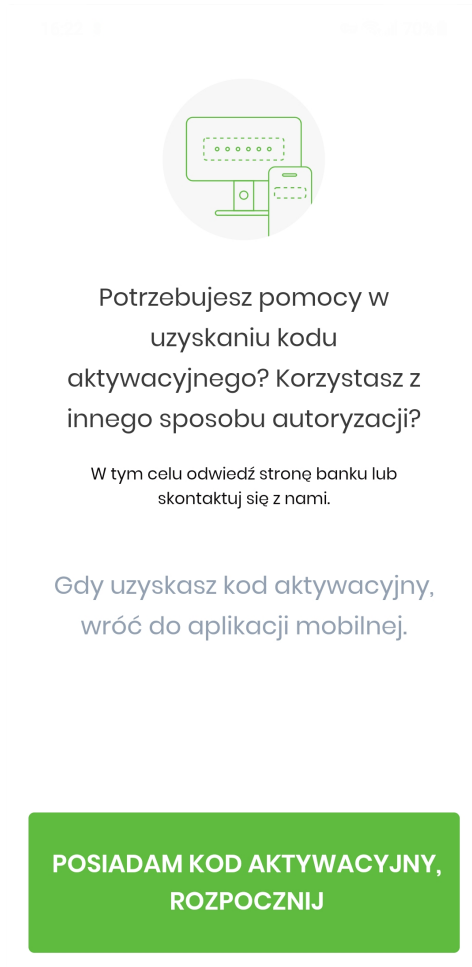 Potrzebujesz pomocy w
uzyskaniu kodu
aktywacyjnego? Korzystasz z
innego sposobu autoryzacji?
W tym celu odwiedź stronę banku lub
skontaktuj się z nami.
Gdy uzyskasz kod aktywacyjny,
wróć do aplikacji mobilnej.
POSIADAM KOD AKTYWACYJNY,
ROZPOCZNIJ